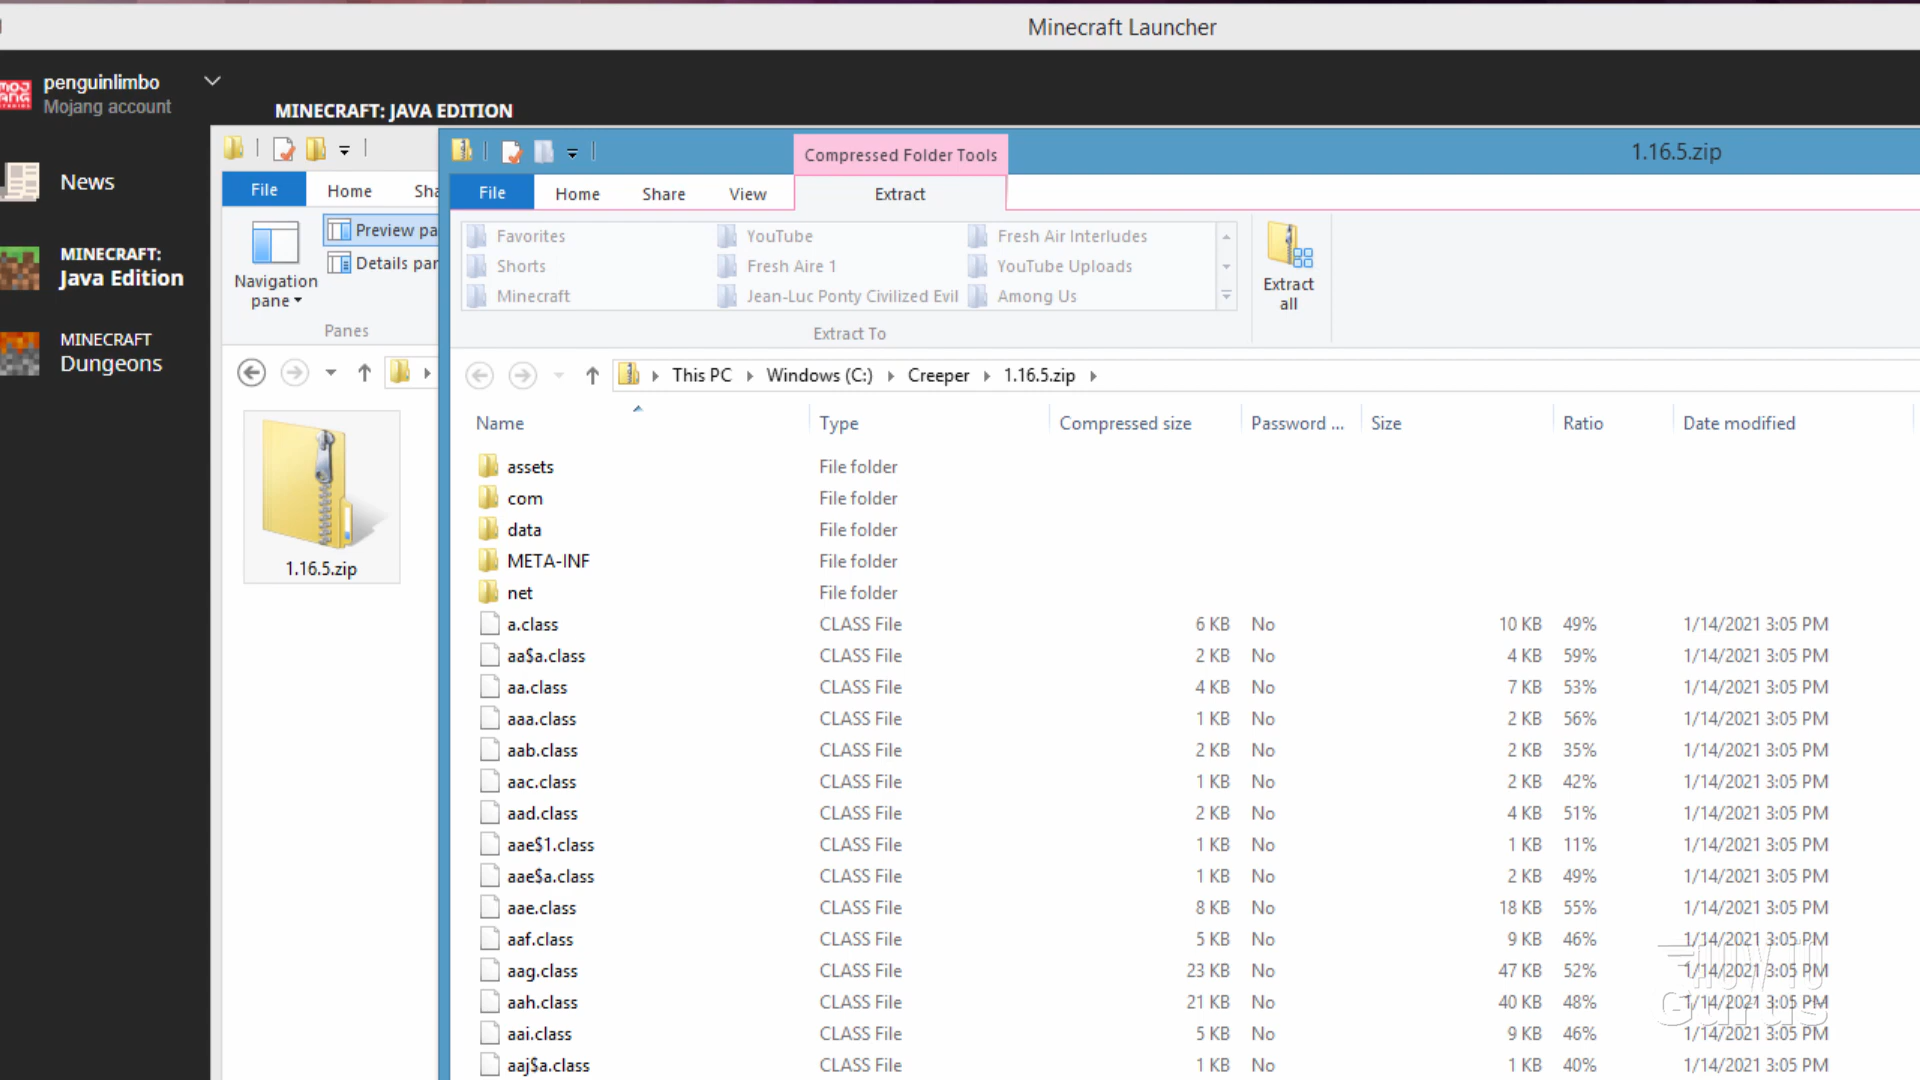 Minecraft Launcher
MOJANG
penguinlimbo
Mojang account
MINECRAFT: JAVA EDITION
News
MINECRAFT:
Java Edition
MINECRAFT
Dungeons
File Home Sha
Preview pa
Details par
Navigation
pane
Panes
1.16.5.zip
Compressed Folder Tools
1.16.5.zip
File Home Share View Extract
Favorites YouTube Fresh Air Interludes
Shorts Fresh Aire 1 YouTube Uploads
Minecraft Jean-Luc Ponty Civilized Evil Among Us
Extract To
Extract
all
This PC Windows (C:) Creeper 1.16.5.zip
Name Type Compressed size Password ... Size Ratio Date modified
assets File folder
com File folder
data File folder
META-INF File folder
net File folder
a.class CLASS File 6 KB No 10 KB 49% 1/14/2021 3:05 PM
aa$a.class CLASS File 2 KB No 4 KB 59% 1/14/2021 3:05 PM
aa.class CLASS File 4 KB No 7 KB 53% 1/14/2021 3:05 PM
aaa.class CLASS File 1 KB No 2 KB 56% 1/14/2021 3:05 PM
aab.class CLASS File 2 KB No 2 KB 35% 1/14/2021 3:05 PM
aac.class CLASS File 1 KB No 2 KB 42% 1/14/2021 3:05 PM
aad.class CLASS File 2 KB No 4 KB 51% 1/14/2021 3:05 PM
aae$1.class CLASS File 1 KB No 1 KB 11% 1/14/2021 3:05 PM
aae$a.class CLASS File 1 KB No 2 KB 49% 1/14/2021 3:05 PM
aae.class CLASS File 8 KB No 18 KB 55% 1/14/2021 3:05 PM
aaf.class CLASS File 5 KB No 9 KB 46% 1/14/2021 3:05 PM
aag.class CLASS File 23 KB No 47 KB 52% 1/14/2021 3:05 PM
aah.class CLASS File 21 KB No 40 KB 48% 1/14/2021 3:05 PM
aai.class CLASS File 5 KB No 9 KB 46% 1/14/2021 3:05 PM
aaj$a.class CLASS File 1 KB No 1 KB 40% 1/14/2021 3:05 PM
HOW TO
Gurus